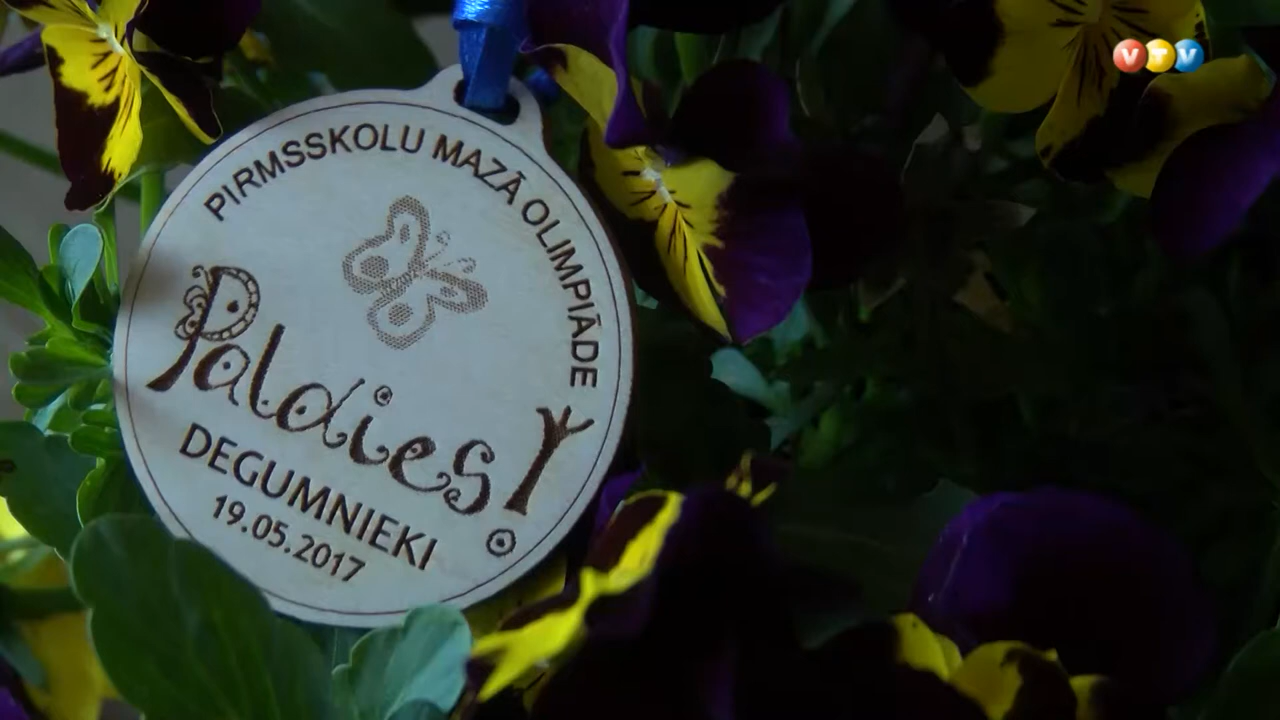 PIRMSSKOLU MAZĀ OLIMPIĀDE
Paldies!
DEGUMNIEKI
19.05.2017
VTV